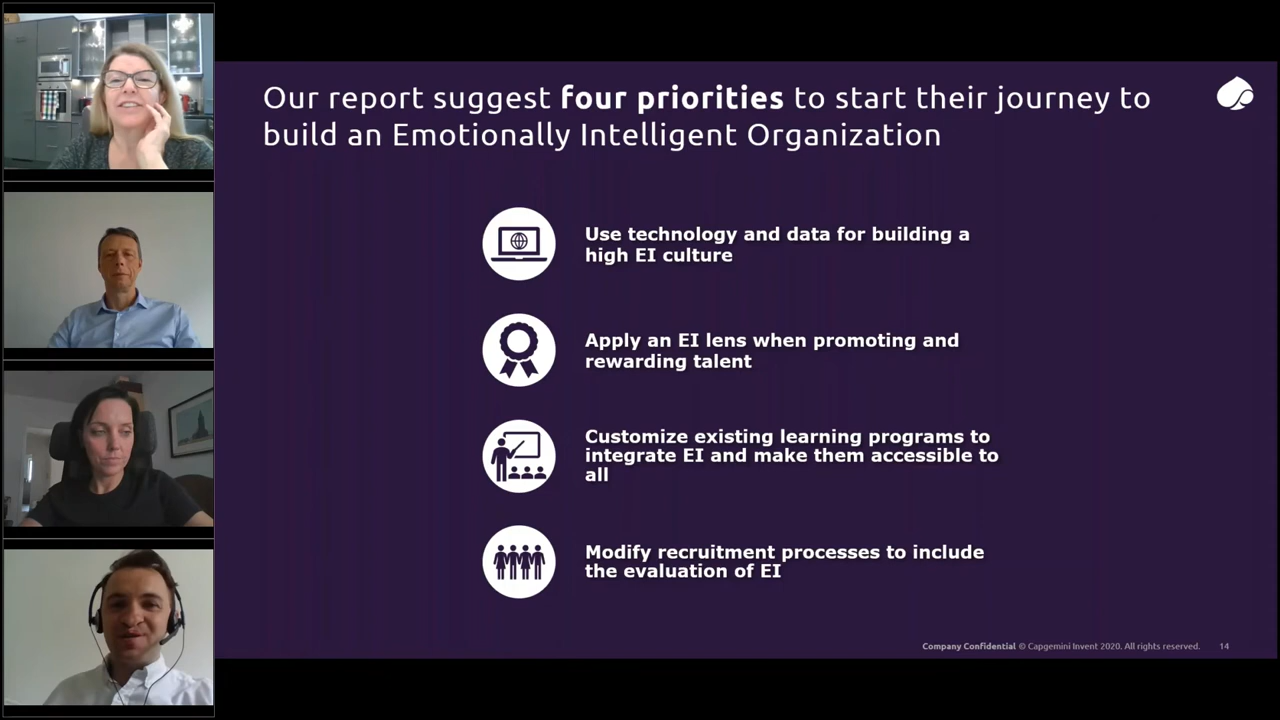 Our report suggest four priorities to start their journey to
build an Emotionally Intelligent Organization
Use technology and data for building a
high EI culture
Apply an EI lens when promoting and
rewarding talent
Customize existing learning programs to
integrate EI and make them accessible to
all
Modify recruitment processes to include
the evaluation of EI
Company Confidential © Capgemini Invent 2020. All rights reserved. 14